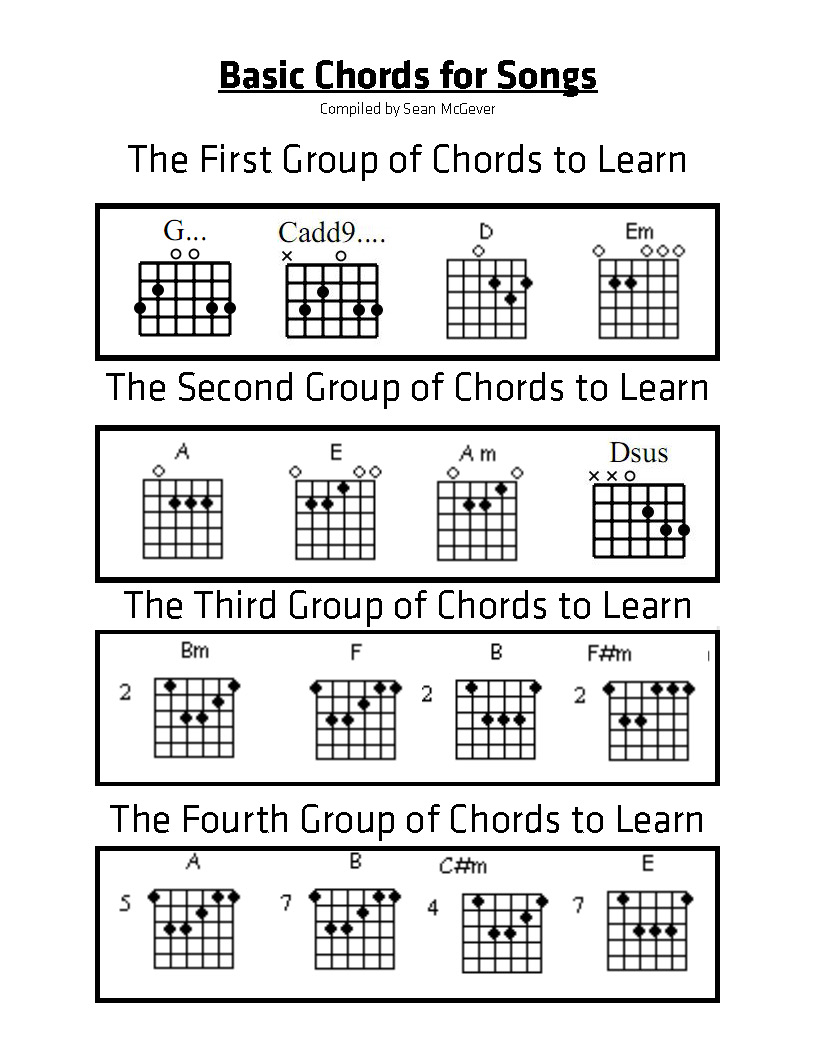 Basic Chords for Songs
Compiled by Sean McGever
The First Group of Chords to Learn
G... Cadd9.... D Em
The Second Group of Chords to Learn
A E Am Dsus
The Third Group of Chords to Learn
Bm F B F#m
2 2 2
The Fourth Group of Chords to Learn
A B C#m E
5 7 4 7